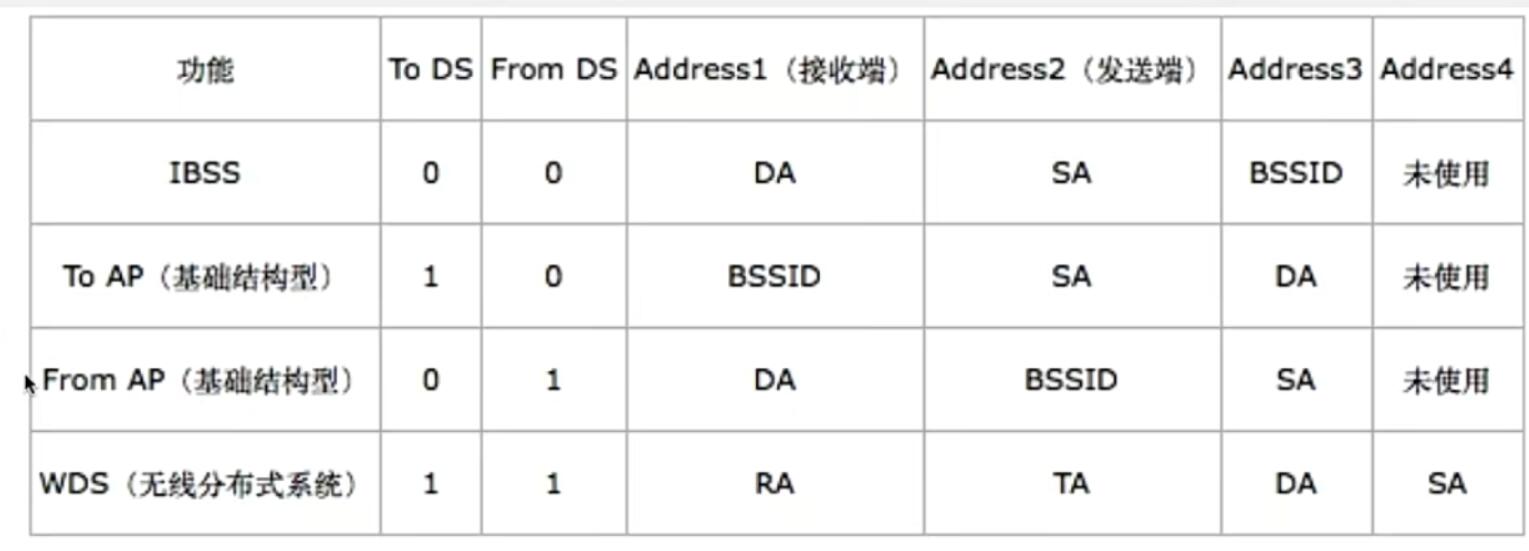 功能 To DS From DS Address1（接收端） Address2（发送端） Address3 Address4
IBSS 0 0 DA SA BSSID 未使用
To AP（基础结构型） 1 0 BSSID SA DA 未使用
From AP（基础结构型） 0 1 DA BSSID SA 未使用
WDS（无线分布式系统） 1 1 RA TA DA SA